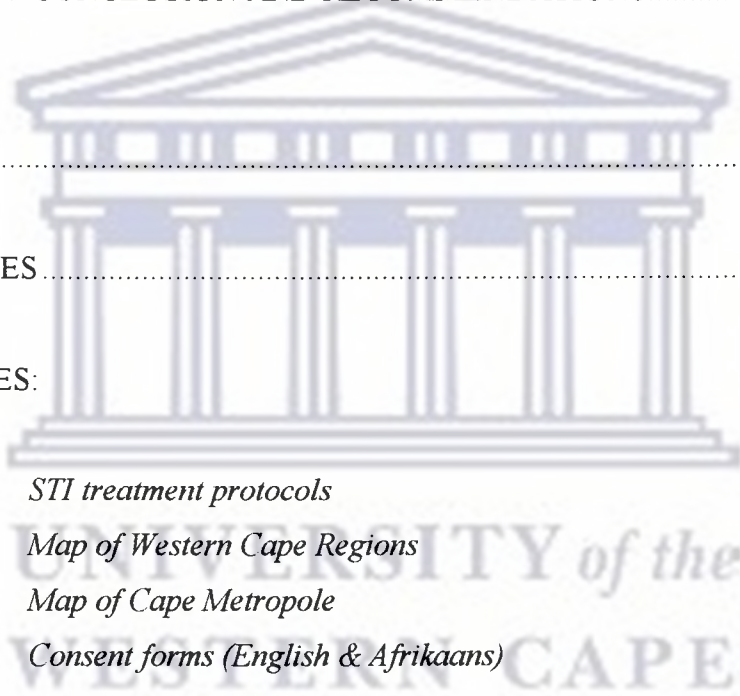 ....................................................................................................
ES....................................................................................................
ES:
STI treatment protocols
Map of Western Cape Regions
Map of Cape Metropole
Consent forms (English & Afrikaans)
UNIVERSITY of the
WESTERN CAPE